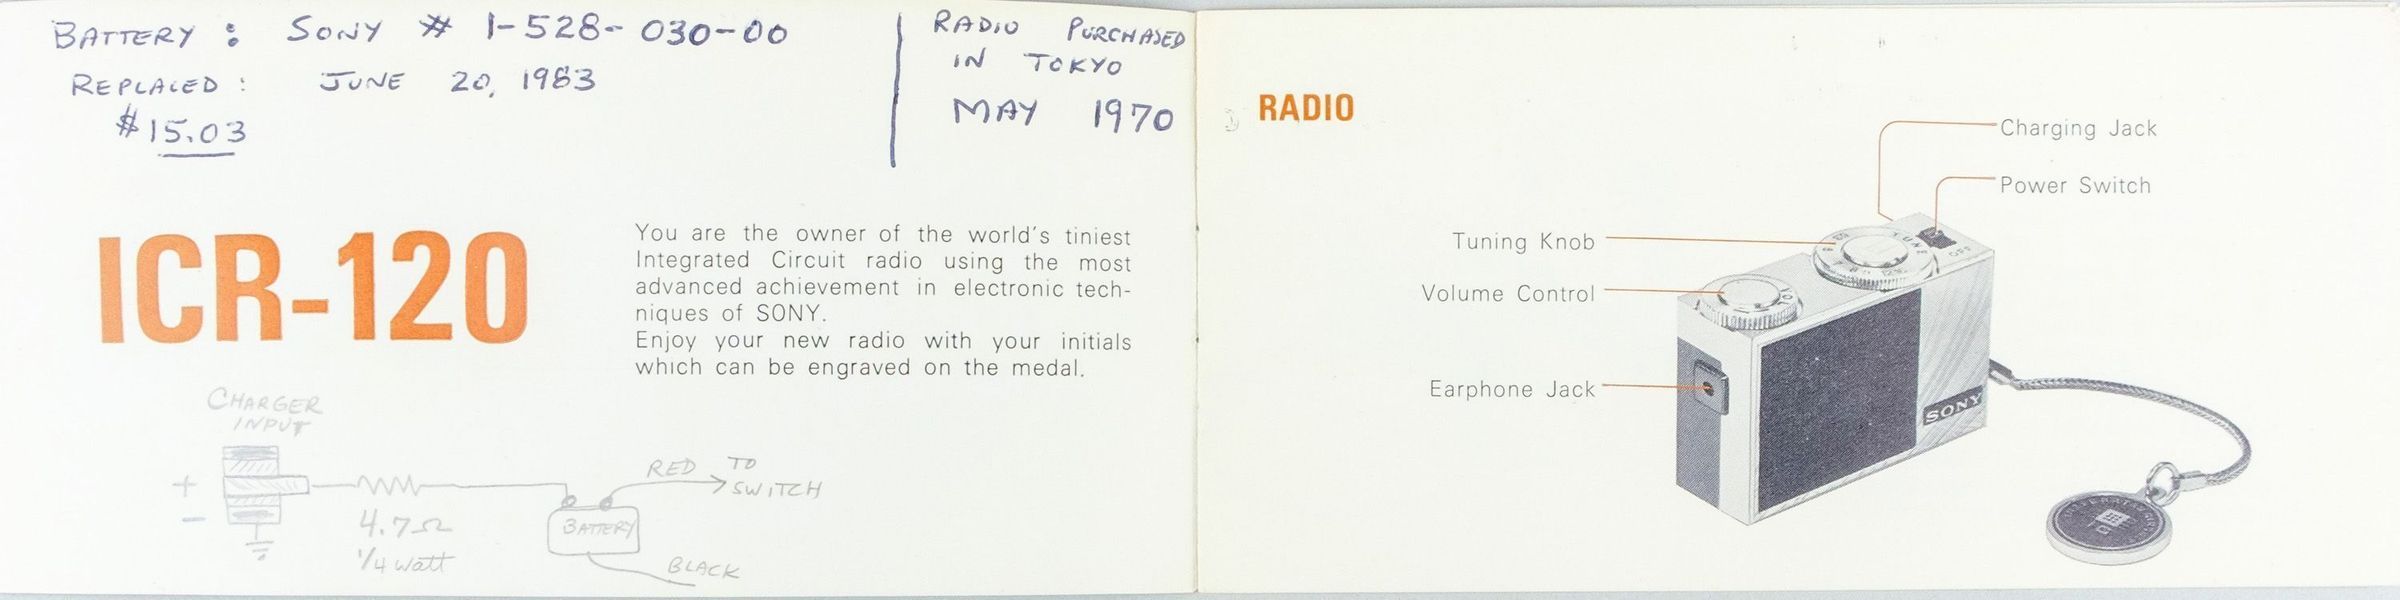 BATTERY : SONY # 1-528-030-00
REPLACED : JUNE 20, 1983
$15.03
RADIO PURCHASED
IN TOKYO
MAY 1970
ICR-120
You are the owner of the world's tiniest
Integrated Circuit radio using the most
advanced achievement in electronic tech-
niques of SONY.
Enjoy your new radio with your initials
which can be engraved on the medal.
CHARGER
INPUT
+
−
4.7Ω
1/4 watt
BATTERY
RED
TO
SWITCH
BLACK
RADIO
Charging Jack
Power Switch
Tuning Knob
Volume Control
Earphone Jack
TUNE
OFF
VOL
SONY